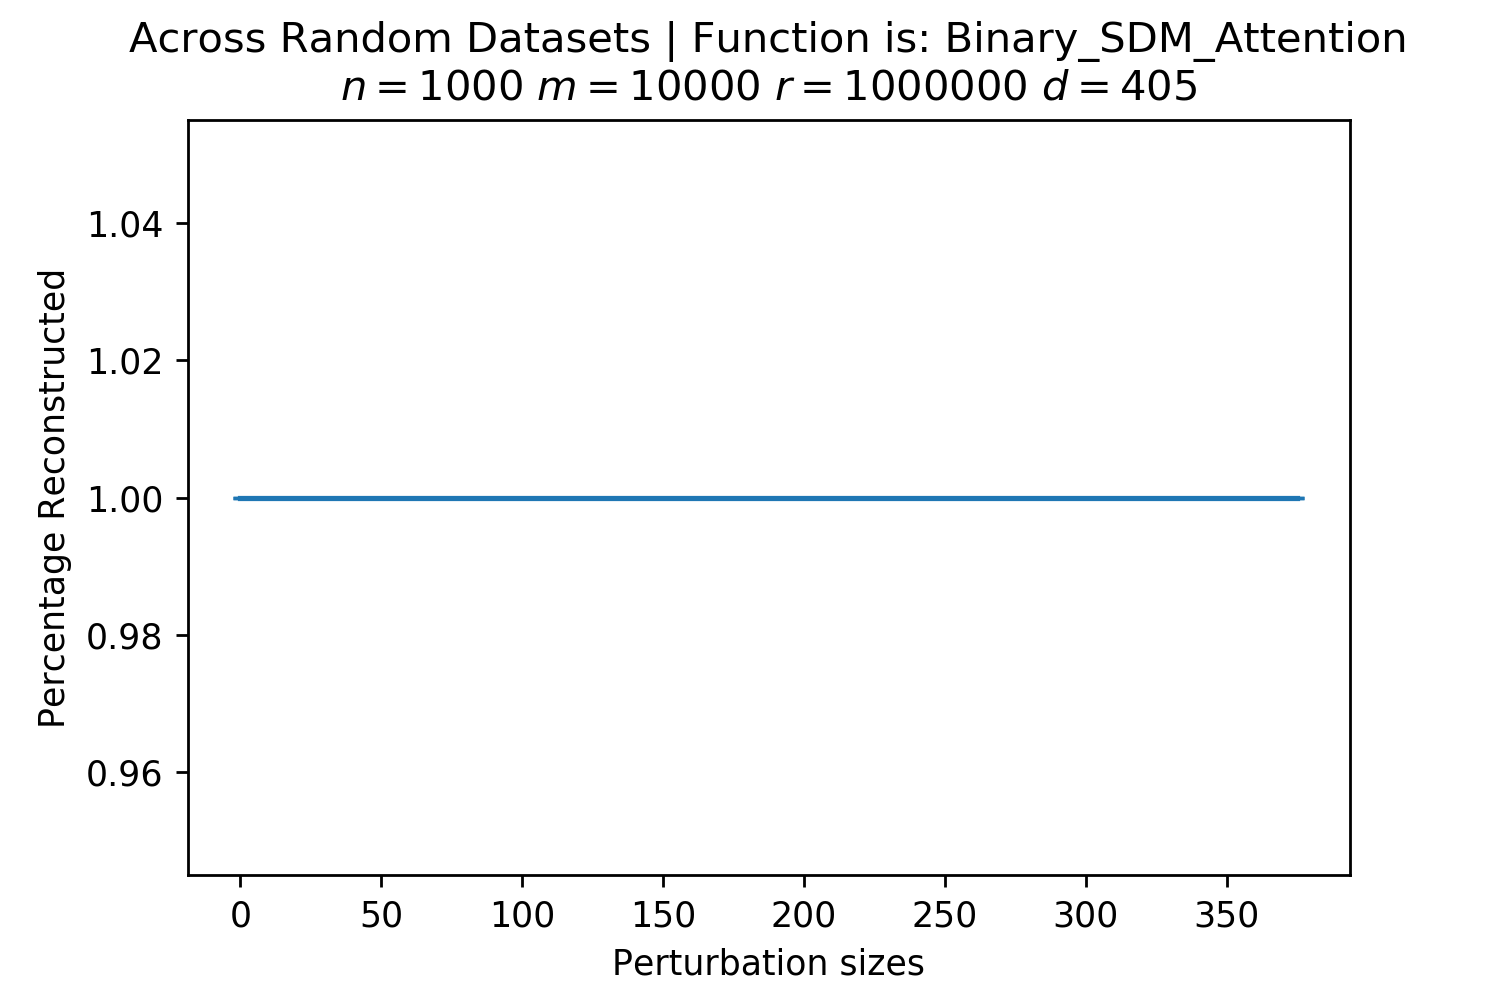 Across Random Datasets | Function is: Binary_SDM_Attention
n = 1000 m = 10000 r = 1000000 d = 405
Percentage Reconstructed
1.04
1.02
1.00
0.98
0.96
0 50 100 150 200 250 300 350
Perturbation sizes